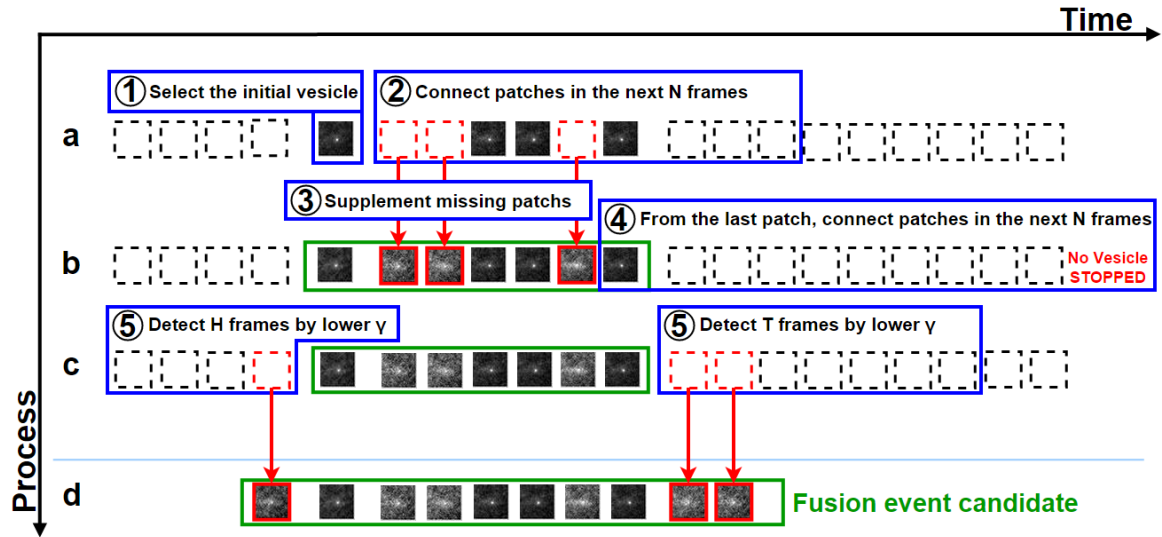 Time
① Select the initial vesicle
② Connect patches in the next N frames
a
③ Supplement missing patchs
④ From the last patch, connect patches in the next N frames
b
No Vesicle
STOPPED
⑤ Detect H frames by lower γ
⑤ Detect T frames by lower γ
c
Process
d
Fusion event candidate